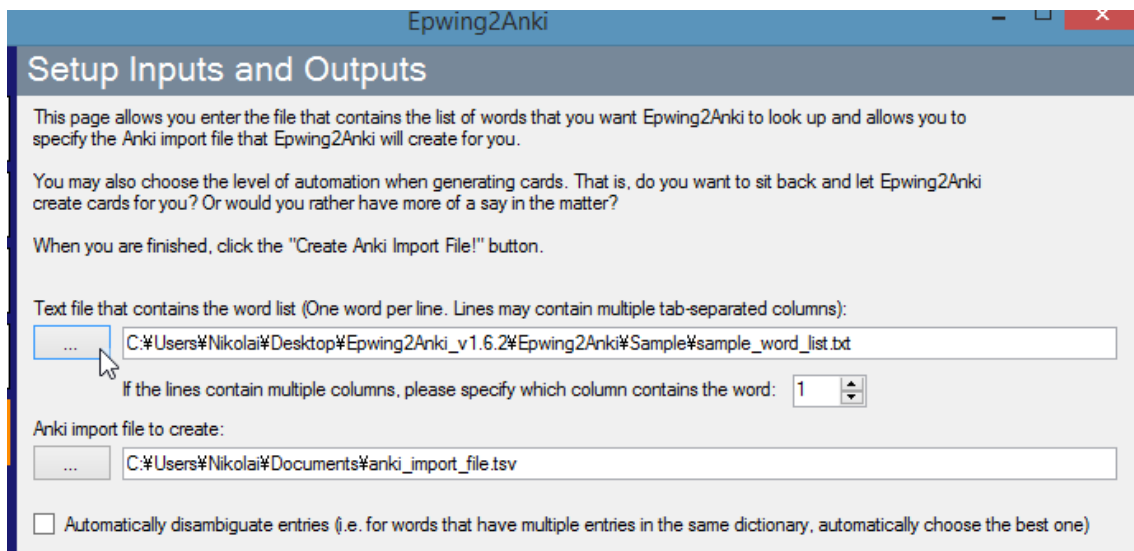 Epwing2Anki
Setup Inputs and Outputs
This page allows you enter the file that contains the list of words that you want Epwing2Anki to look up and allows you to
specify the Anki import file that Epwing2Anki will create for you.
You may also choose the level of automation when generating cards. That is, do you want to sit back and let Epwing2Anki
create cards for you? Or would you rather have more of a say in the matter?
When you are finished, click the "Create Anki Import File!" button.
Text file that contains the word list (One word per line. Lines may contain multiple tab-separated columns):
... C:¥Users¥Nikolai¥Desktop¥Epwing2Anki_v1.6.2¥Epwing2Anki¥Sample¥sample_word_list.txt
If the lines contain multiple columns, please specify which column contains the word: 1
Anki import file to create:
... C:¥Users¥Nikolai¥Documents¥anki_import_file.tsv
Automatically disambiguate entries (i.e. for words that have multiple entries in the same dictionary, automatically choose the best one)